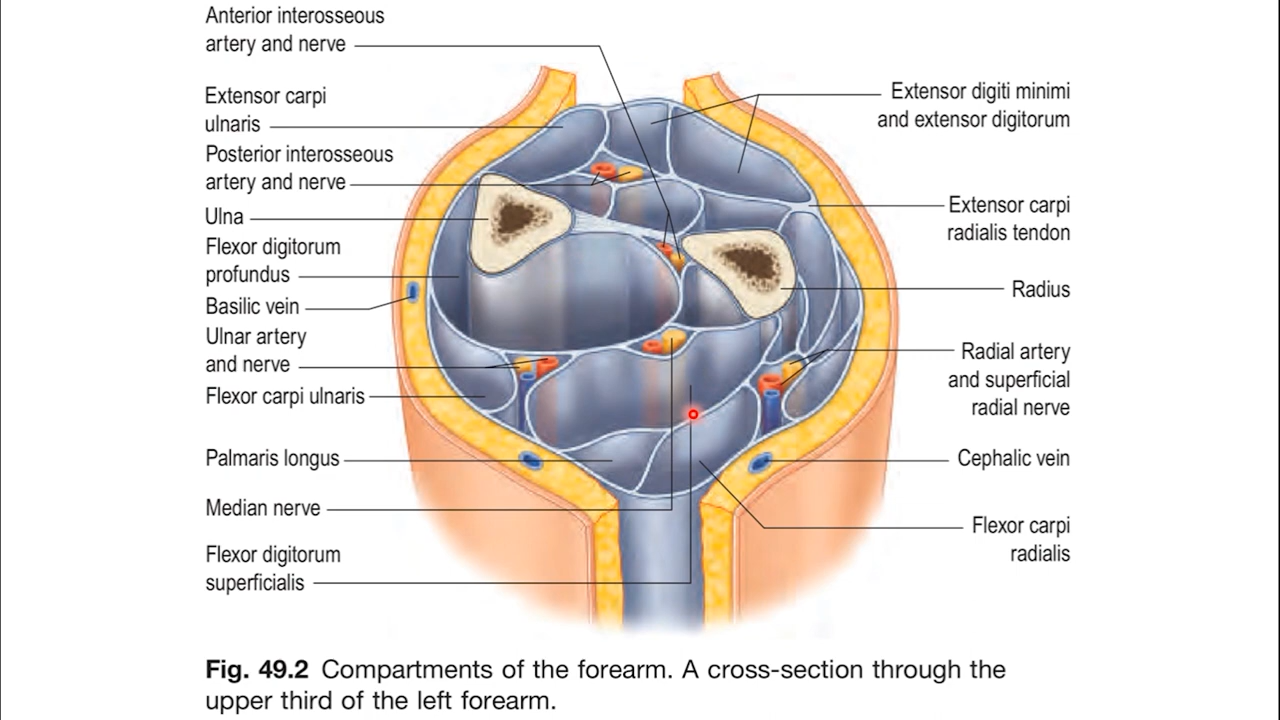 Anterior interosseous
artery and nerve
Extensor carpi
ulnaris
Posterior interosseous
artery and nerve
Ulna
Flexor digitorum
profundus
Basilic vein
Ulnar artery
and nerve
Flexor carpi ulnaris
Palmaris longus
Median nerve
Flexor digitorum
superficialis
Extensor digiti minimi
and extensor digitorum
Extensor carpi
radialis tendon
Radius
Radial artery
and superficial
radial nerve
Cephalic vein
Flexor carpi
radialis
Fig. 49.2 Compartments of the forearm. A cross-section through the
upper third of the left forearm.